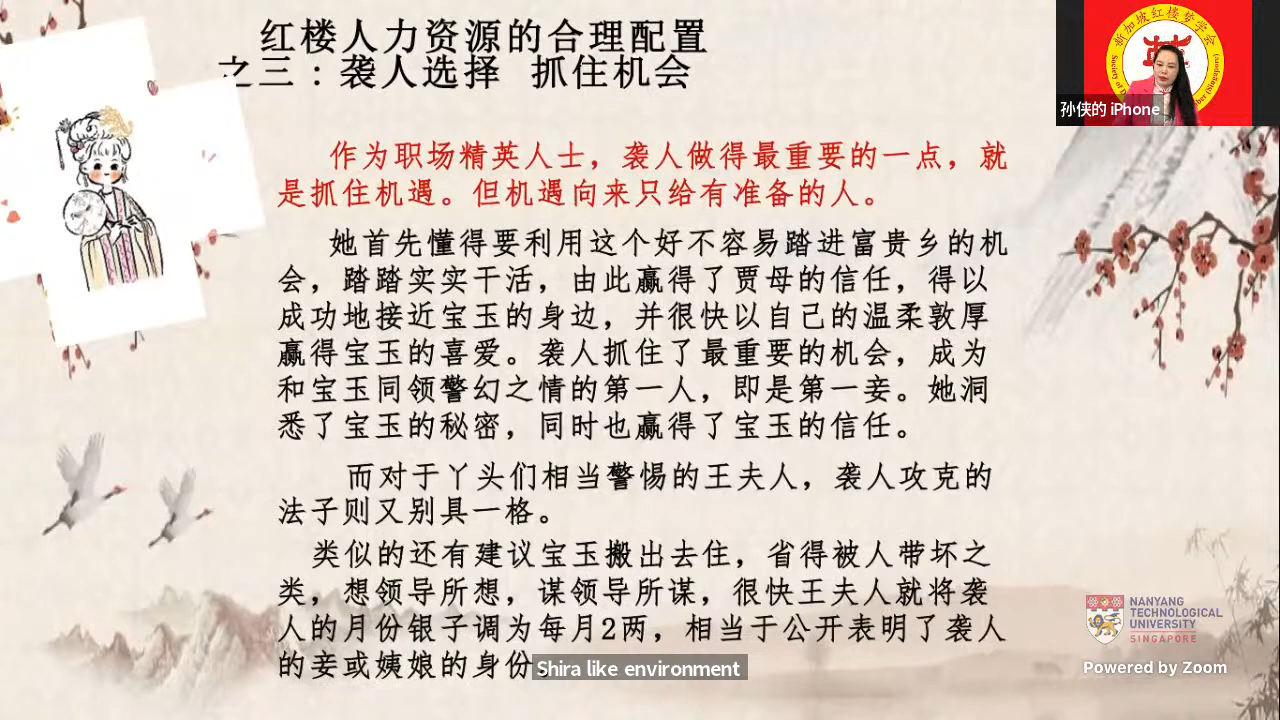 红楼人力资源的合理配置
之三：袭人选择 抓住机会
作为职场精英人士，袭人做得最重要的一点，就
是抓住机遇。但机遇向来只给有准备的人。
她首先懂得要利用这个好不容易踏进富贵乡的机
会，踏踏实实干活，由此赢得了贾母的信任，得以
成功地接近宝玉的身边，并很快以自己的温柔敦厚
赢得宝玉的喜爱。袭人抓住了最重要的机会，成为
和宝玉同领警幻之情的第一人，即是第一妾。她洞
悉了宝玉的秘密，同时也赢得了宝玉的信任。
而对于丫头们相当警惕的王夫人，袭人攻克的
法子则又别具一格。
类似的还有建议宝玉搬出去住，省得被人带坏之
类，想领导所想，谋领导所谋，很快王夫人就将袭
人的月份银子调为每月2两，相当于公开表明了袭人
的妾或姨娘的身份
Shira like environment
新加坡红楼梦学会
孙侠的 iPhone
NANYANG
TECHNOLOGICAL
UNIVERSITY
SINGAPORE
Powered by Zoom